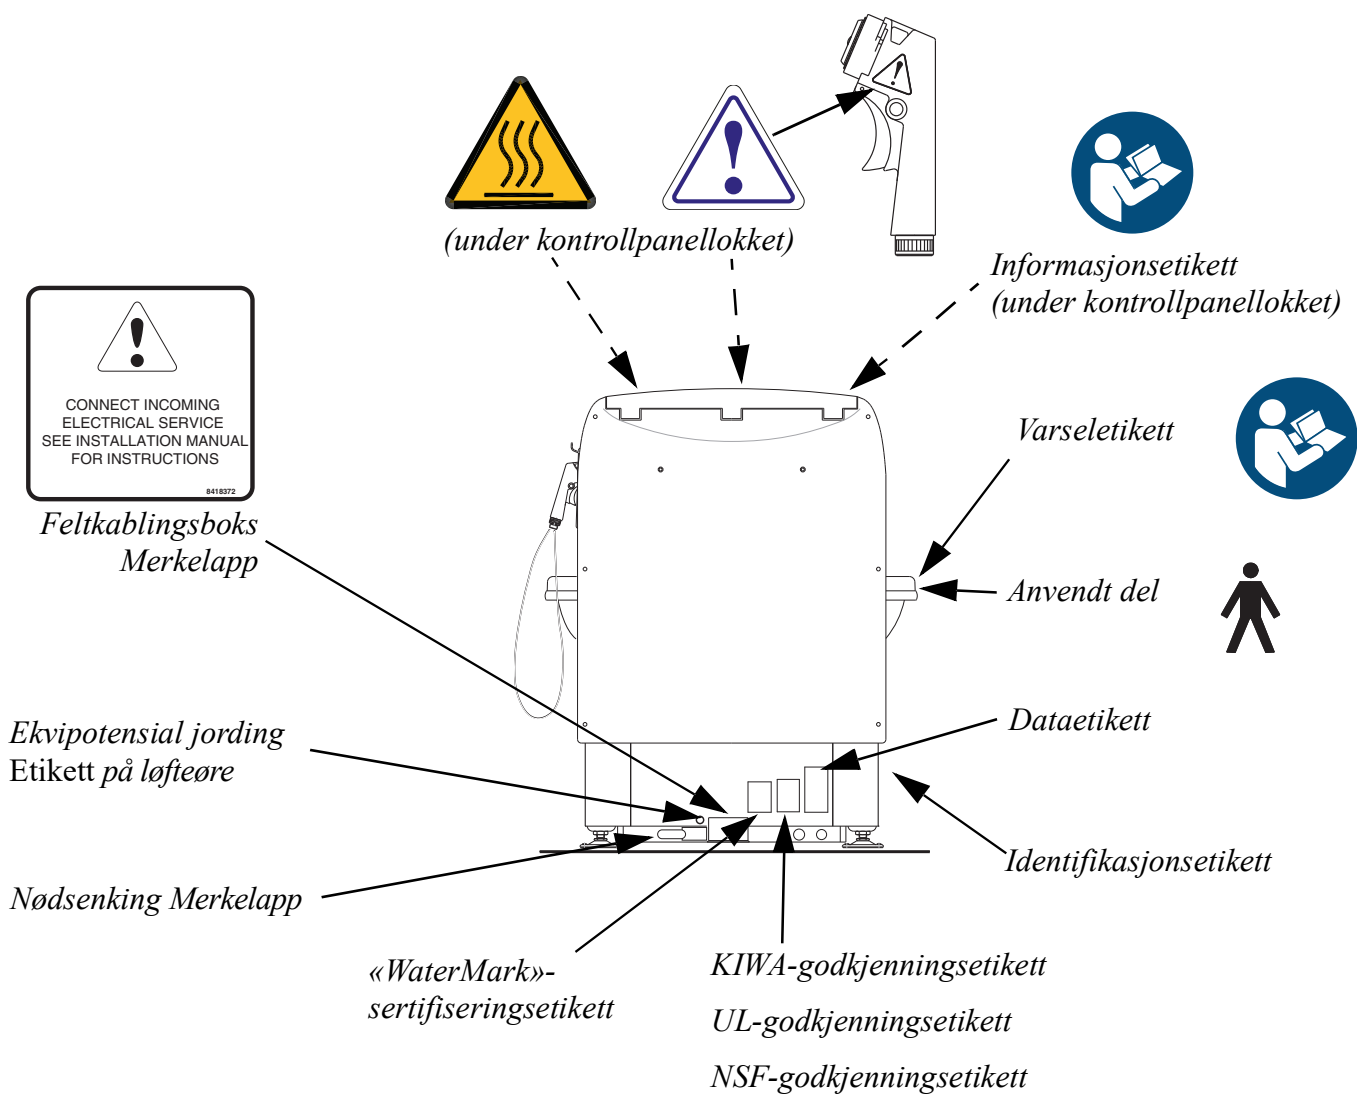 (under kontrollpanellokket)
Informasjonsetikett
(under kontrollpanellokket)
CONNECT INCOMING
ELECTRICAL SERVICE
SEE INSTALLATION MANUAL
FOR INSTRUCTIONS
8418372
Feltkablingsboks
Merkelapp
Varseletikett
Anvendt del
Ekvipotensial jording
Etikett på løfteøre
Dataetikett
Identifikasjonsetikett
Nødsenking Merkelapp
«WaterMark»-
sertifiseringsetikett
KIWA-godkjenningsetikett
UL-godkjenningsetikett
NSF-godkjenningsetikett